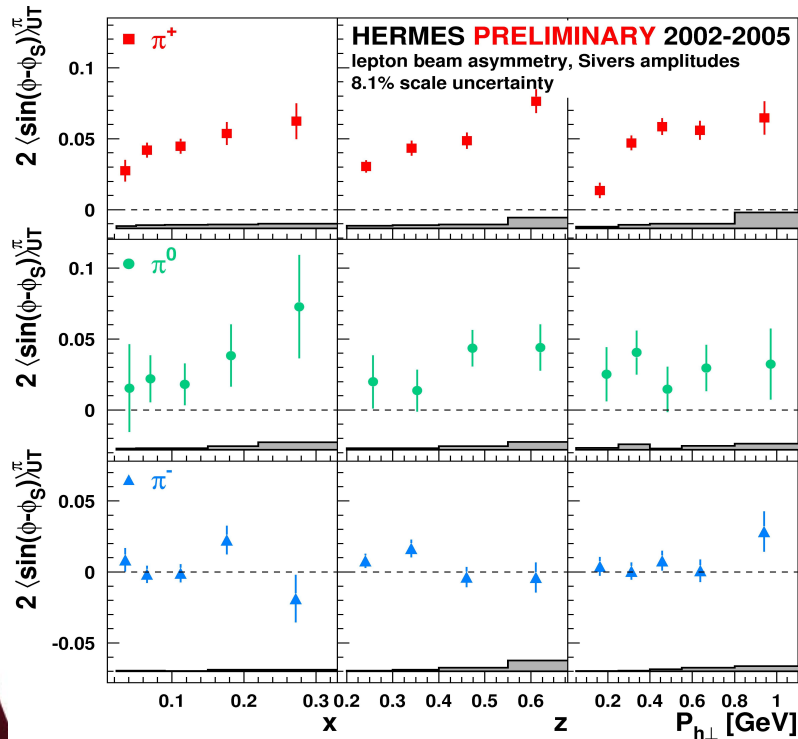 HERMES PRELIMINARY 2002-2005
lepton beam asymmetry, Sivers amplitudes
8.1% scale uncertainty
2 ⟨sin(ϕ-ϕS)⟩πUT
π+
0.1
0.05
0
2 ⟨sin(ϕ-ϕS)⟩πUT
π0
0.1
0.05
0
2 ⟨sin(ϕ-ϕS)⟩πUT
π-
0.05
0
-0.05
0.1 0.2 0.3 0.2 0.3 0.4 0.5 0.6 0.2 0.4 0.6 0.8 1
x z Ph⊥ [GeV]